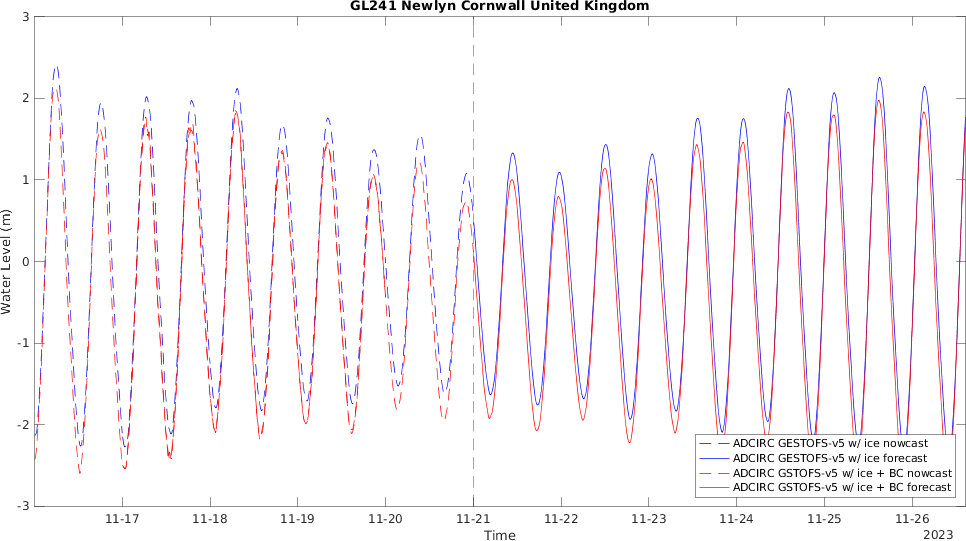 GL241 Newlyn Cornwall United Kingdom
3
2
1
0
-1
-2
-3
Water Level (m)
ADCIRC GESTOFS-v5 w/ ice nowcast
ADCIRC GESTOFS-v5 w/ ice forecast
ADCIRC GSTOFS-v5 w/ ice + BC nowcast
ADCIRC GSTOFS-v5 w/ ice + BC forecast
11-17 11-18 11-19 11-20 11-21 11-22 11-23 11-24 11-25 11-26
Time
2023